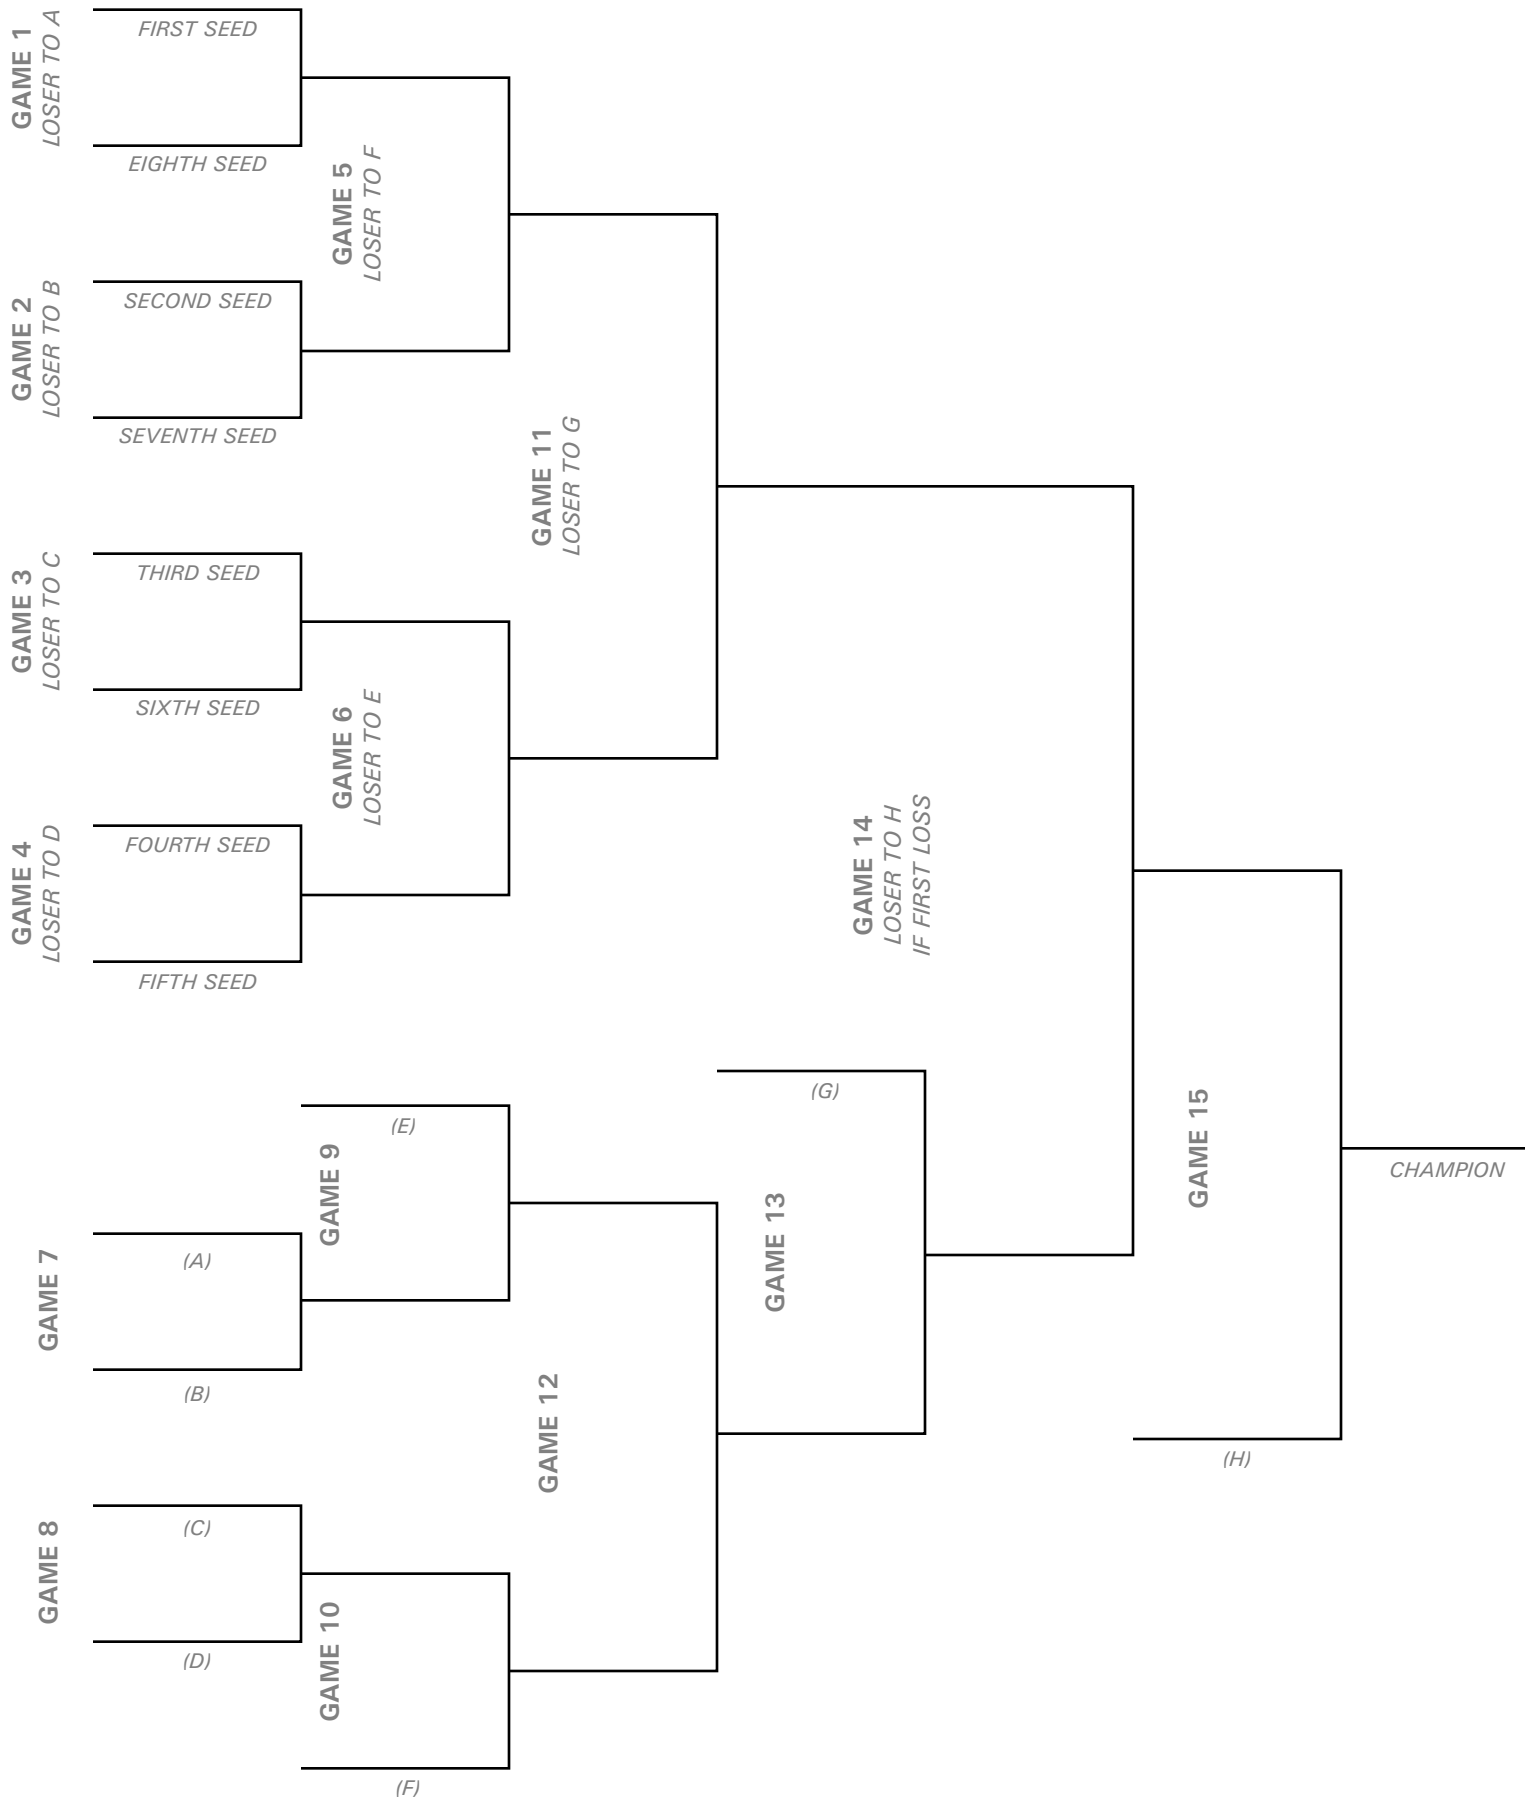 GAME 1
LOSER TO A
FIRST SEED
EIGHTH SEED
GAME 5
LOSER TO F
GAME 2
LOSER TO B
SECOND SEED
SEVENTH SEED
GAME 11
LOSER TO G
GAME 3
LOSER TO C
THIRD SEED
SIXTH SEED
GAME 6
LOSER TO E
GAME 4
LOSER TO D
FOURTH SEED
FIFTH SEED
GAME 14
LOSER TO H
IF FIRST LOSS
(G)
(E)
GAME 9
GAME 15
CHAMPION
GAME 13
GAME 7
(A)
(B)
GAME 12
(H)
GAME 8
(C)
(D)
GAME 10
(F)